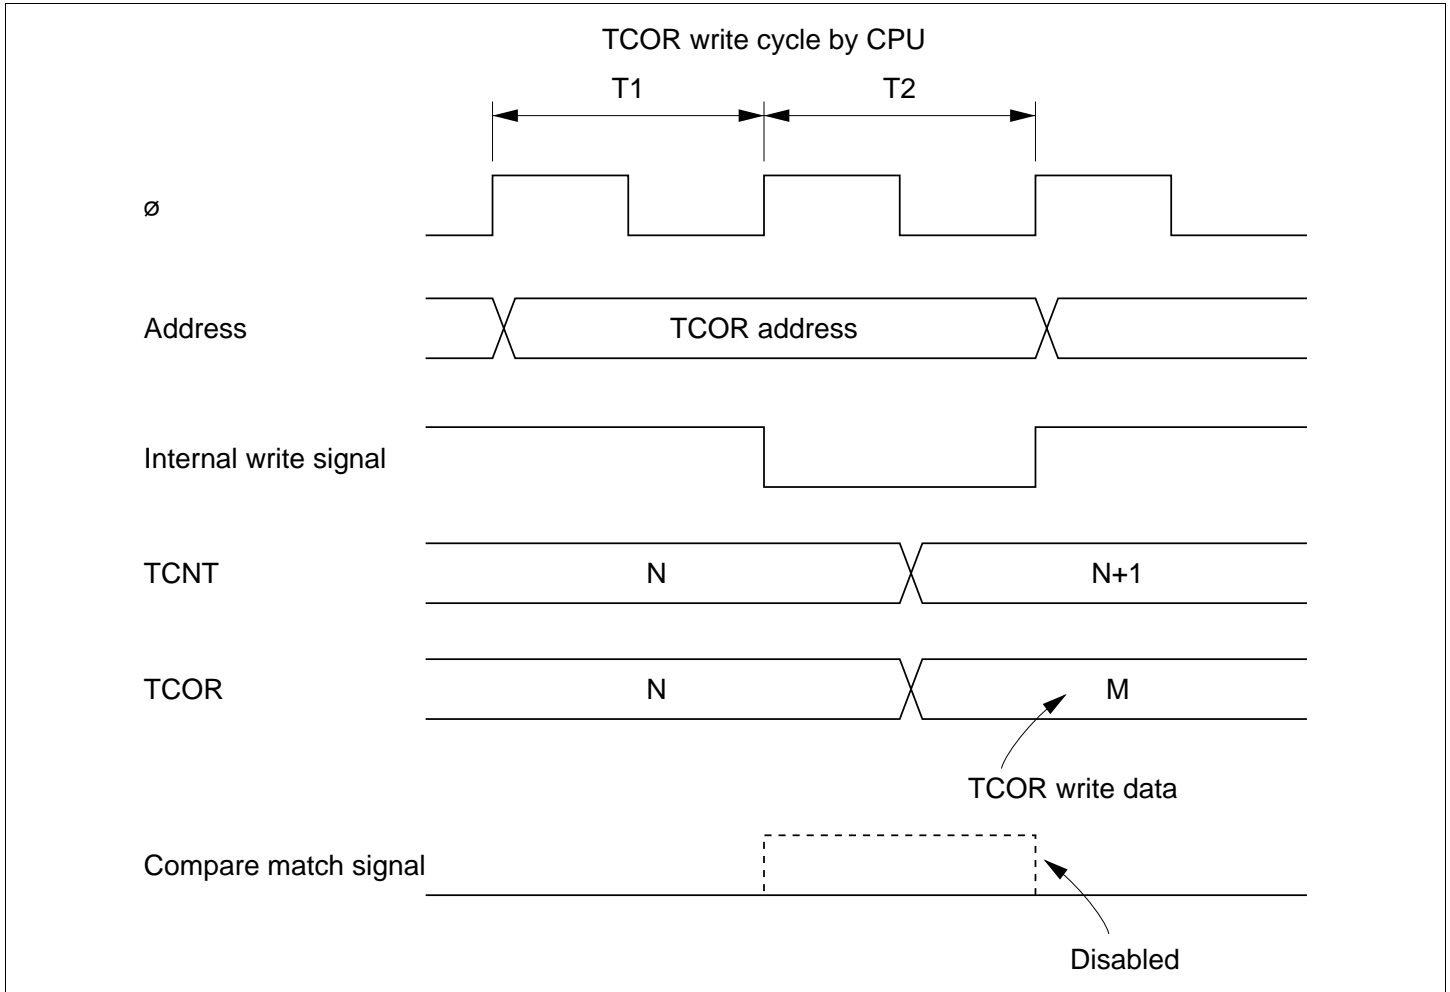 TCOR write cycle by CPU
T1 T2
ø
Address TCOR address
Internal write signal
TCNT N N+1
TCOR N M
TCOR write data
Compare match signal
Disabled